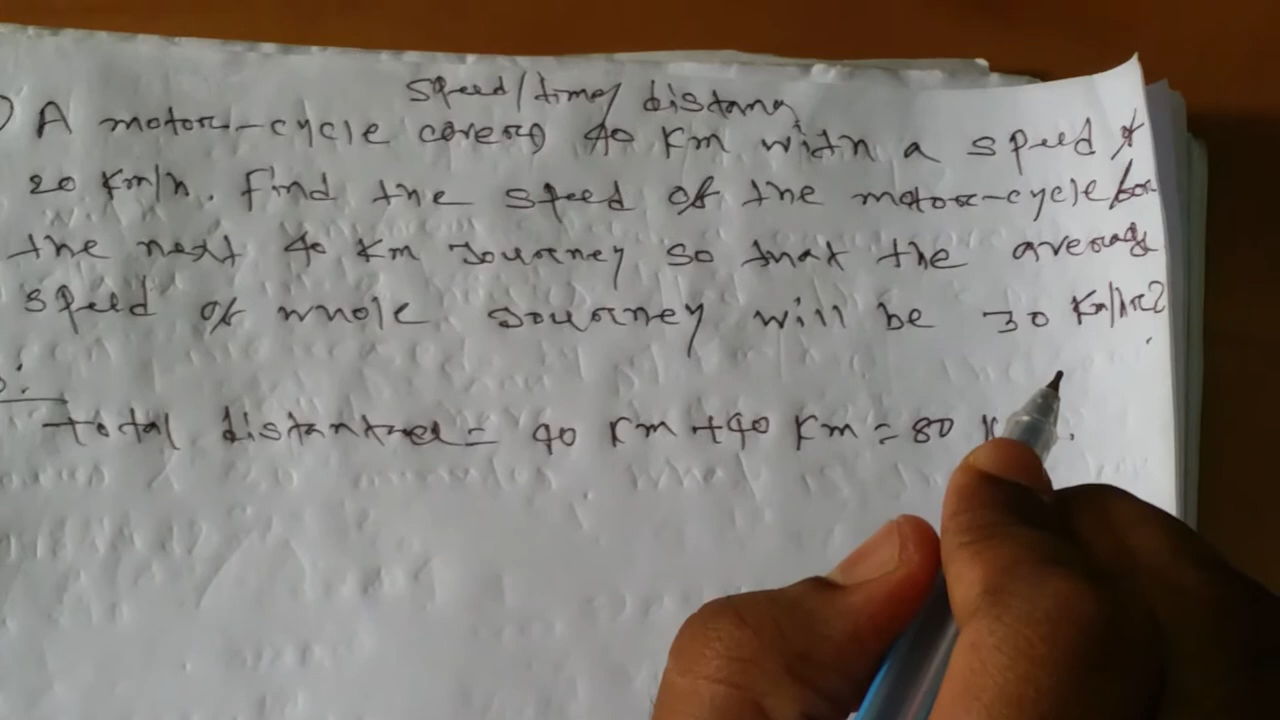 speed/time/distanc
A motor-cycle covers 40 Km with a speed of
20 Km/h. Find the speed of the motor-cycle for
the next 40 Km Journey so that the average
speed of whole Journey will be 30 Km/hr?
total = 40 Km + 40 Km = 80